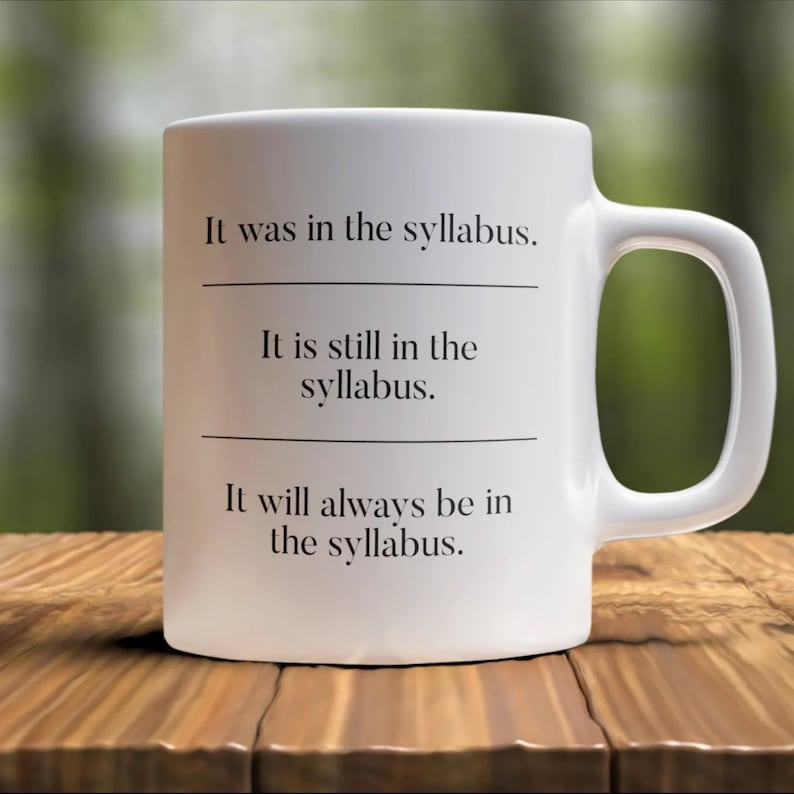 It was in the syllabus.
It is still in the
syllabus.
It will always be in
the syllabus.